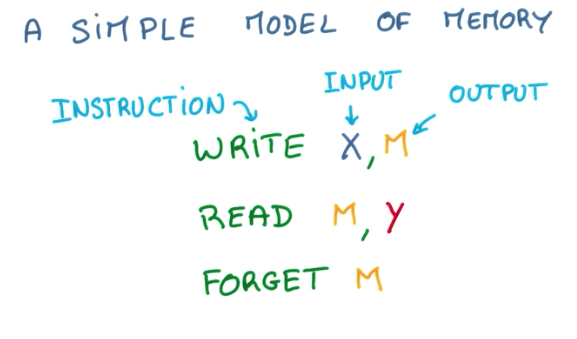 A SIMPLE MODEL OF MEMORY
INPUT
INSTRUCTION
OUTPUT
WRITE X, M
READ M, Y
FORGET M